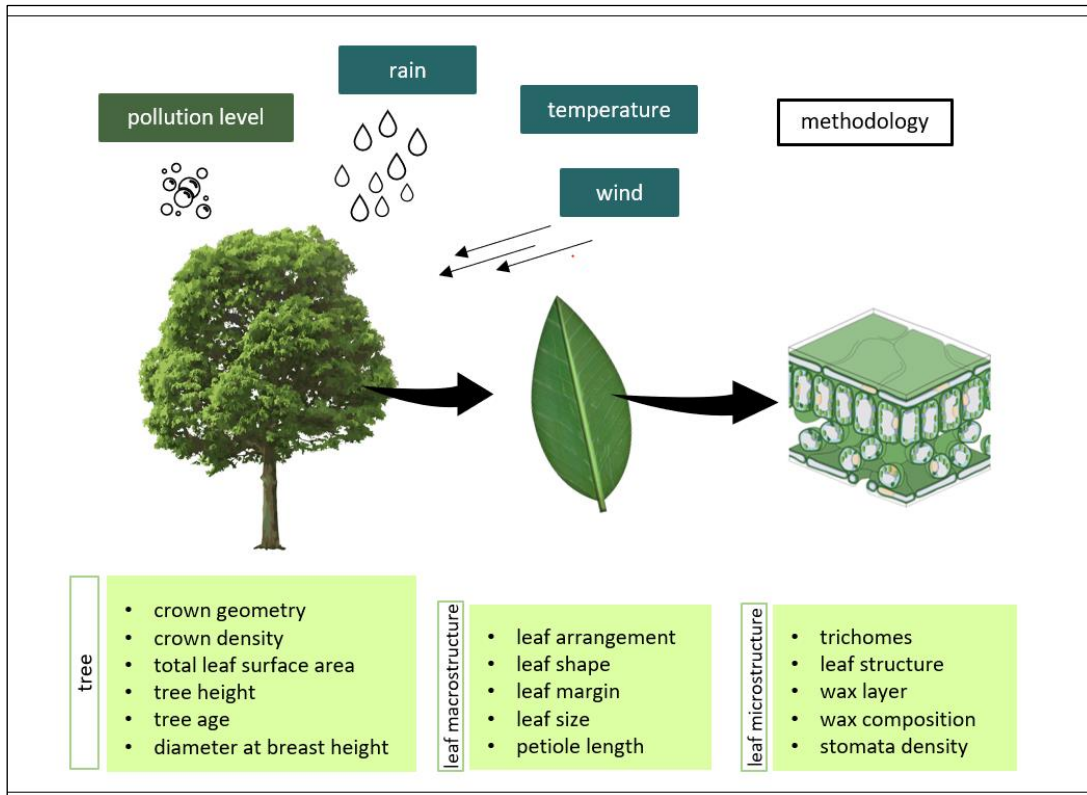 rain
pollution level
temperature
methodology
wind
tree
• crown geometry
• crown density
• total leaf surface area
• tree height
• tree age
• diameter at breast height
leaf macrostructure
• leaf arrangement
• leaf shape
• leaf margin
• leaf size
• petiole length
leaf microstructure
• trichomes
• leaf structure
• wax layer
• wax composition
• stomata density